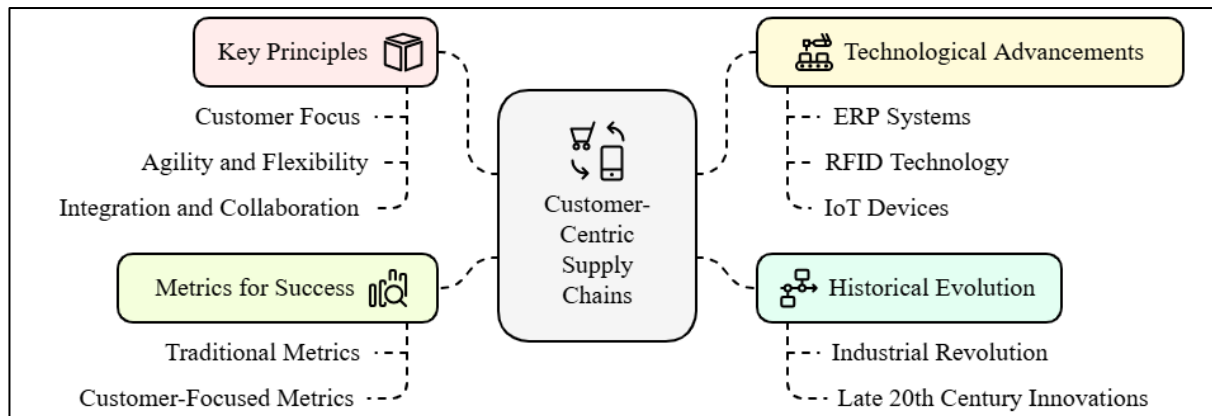 Key Principles
Customer Focus
Agility and Flexibility
Integration and Collaboration
Metrics for Success
Traditional Metrics
Customer-Focused Metrics
Customer-
Centric
Supply
Chains
Technological Advancements
ERP Systems
RFID Technology
IoT Devices
Historical Evolution
Industrial Revolution
Late 20th Century Innovations